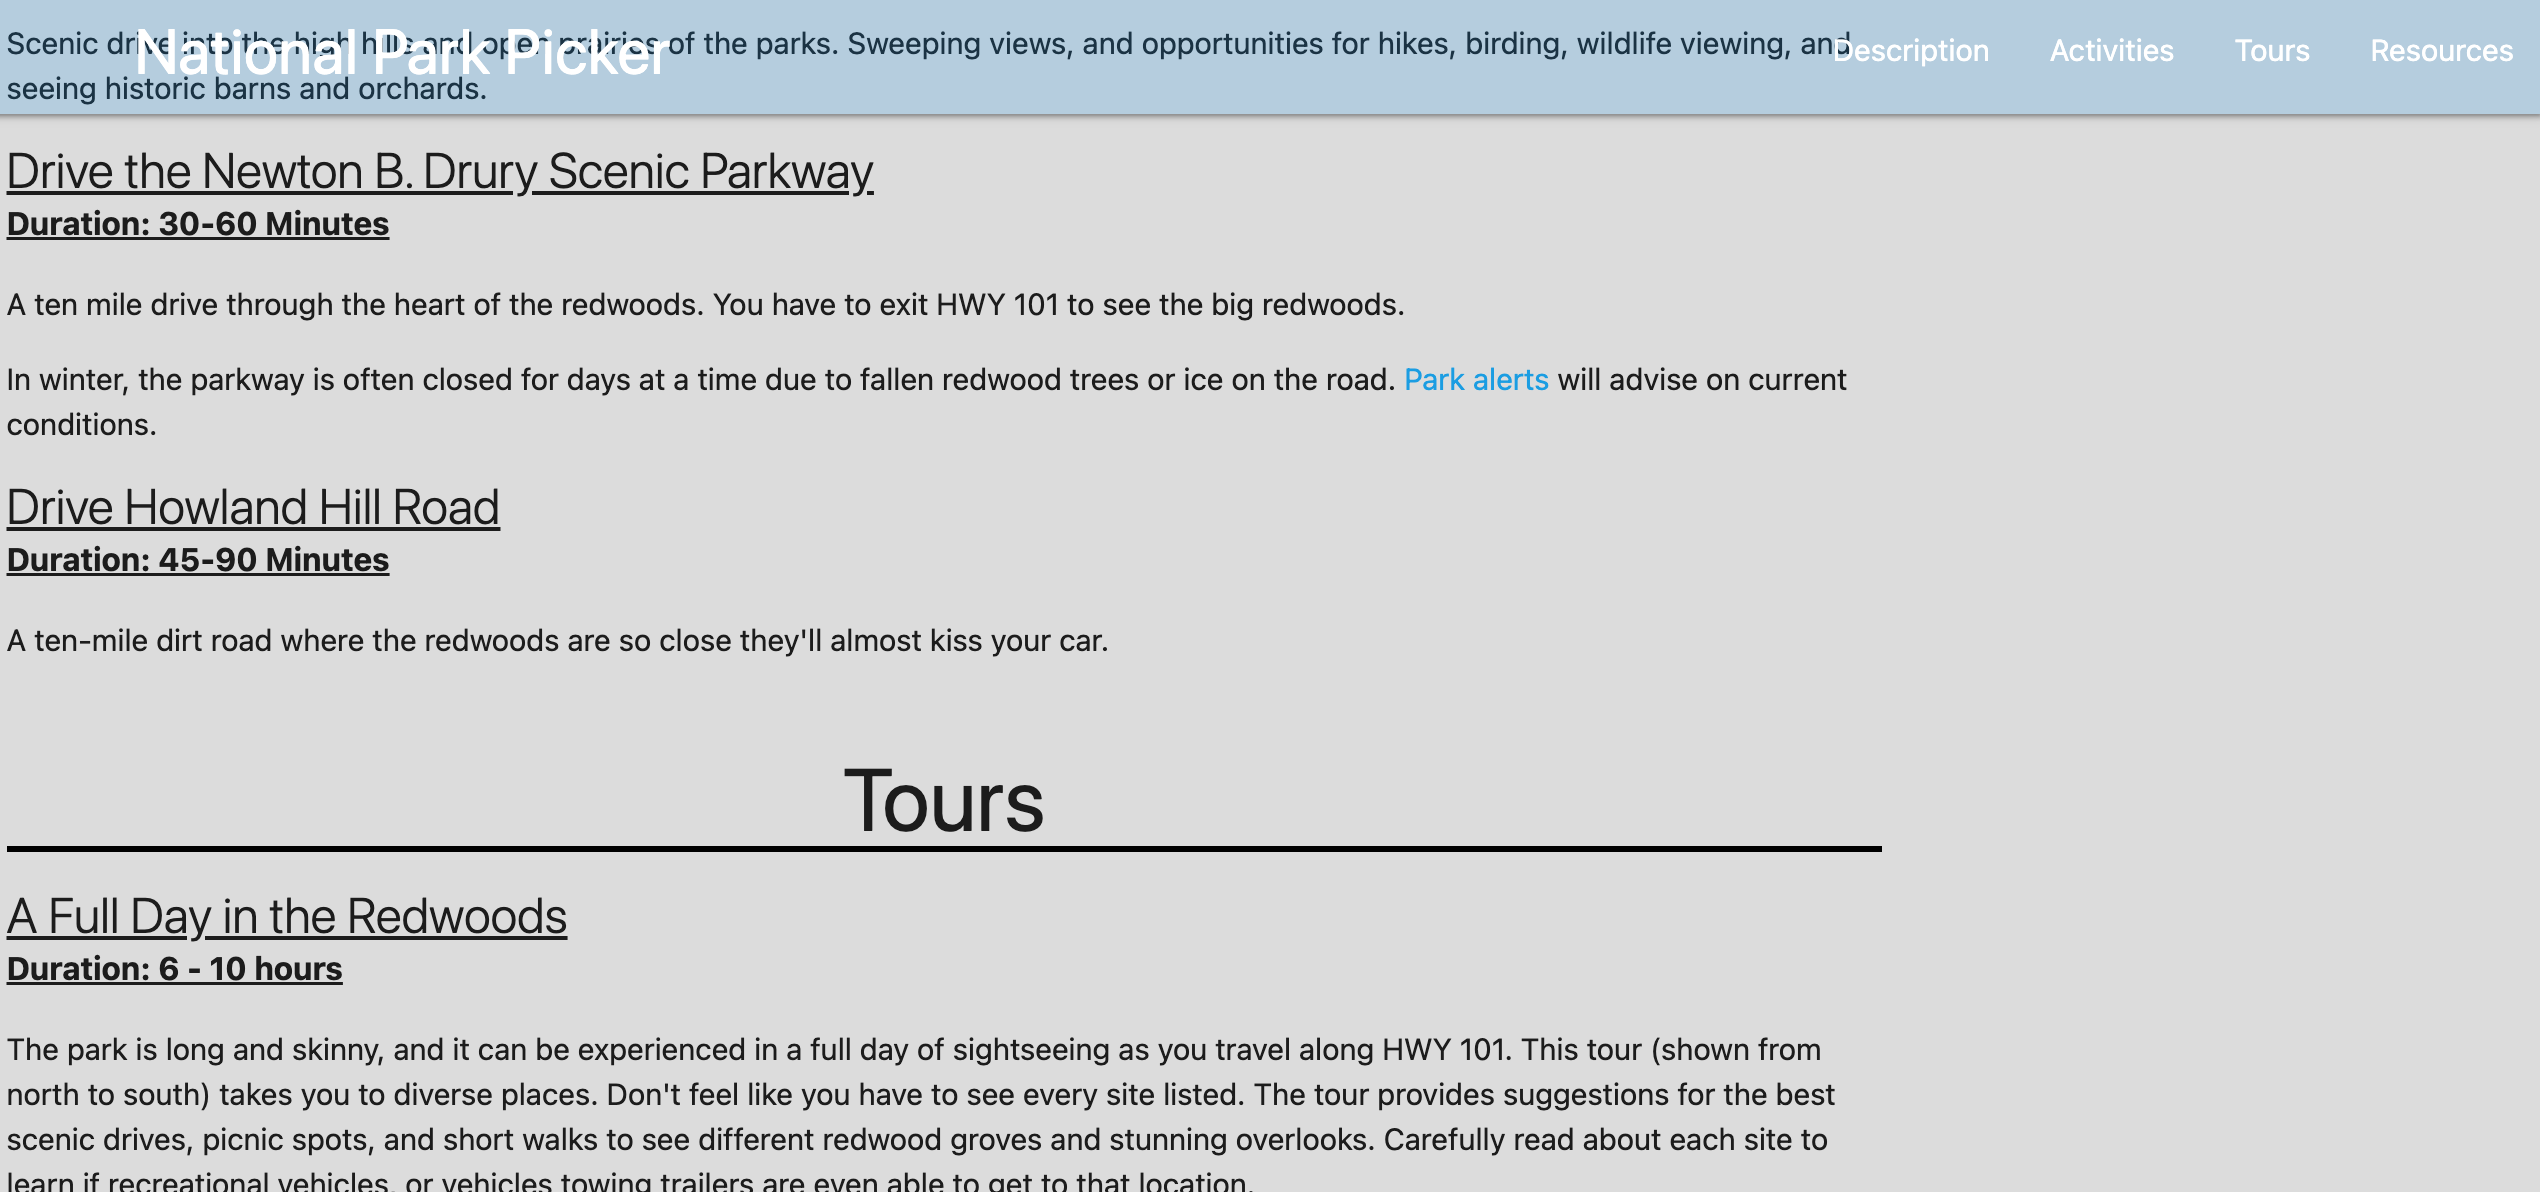 National Park Picker
Description Activities Tours Resources
Scenic drive into the high hills and open prairies of the parks. Sweeping views, and opportunities for hikes, birding, wildlife viewing, and
seeing historic barns and orchards.
Drive the Newton B. Drury Scenic Parkway
Duration: 30-60 Minutes
A ten mile drive through the heart of the redwoods. You have to exit HWY 101 to see the big redwoods.
In winter, the parkway is often closed for days at a time due to fallen redwood trees or ice on the road. Park alerts will advise on current
conditions.
Drive Howland Hill Road
Duration: 45-90 Minutes
A ten-mile dirt road where the redwoods are so close they'll almost kiss your car.
Tours
A Full Day in the Redwoods
Duration: 6 - 10 hours
The park is long and skinny, and it can be experienced in a full day of sightseeing as you travel along HWY 101. This tour (shown from
north to south) takes you to diverse places. Don't feel like you have to see every site listed. The tour provides suggestions for the best
scenic drives, picnic spots, and short walks to see different redwood groves and stunning overlooks. Carefully read about each site to
learn if recreational vehicles, or vehicles towing trailers are even able to get to that location.